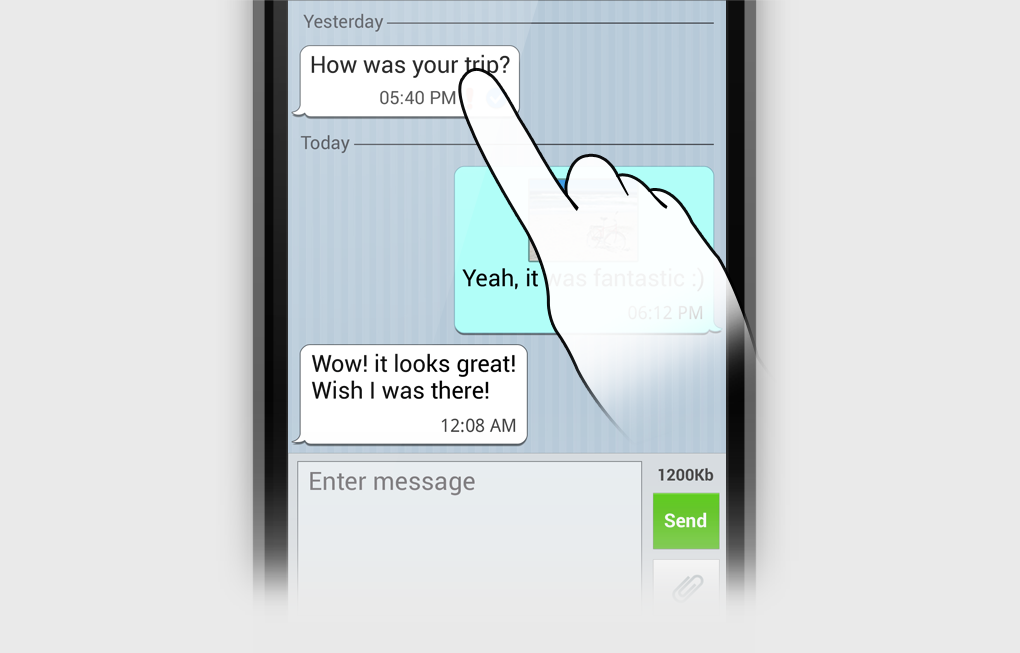 Yesterday
How was your trip?
05:40 PM
Today
Yeah, it was fantastic :)
06:12 PM
Wow! it looks great!
Wish I was there!
12:08 AM
Enter message
1200Kb
Send